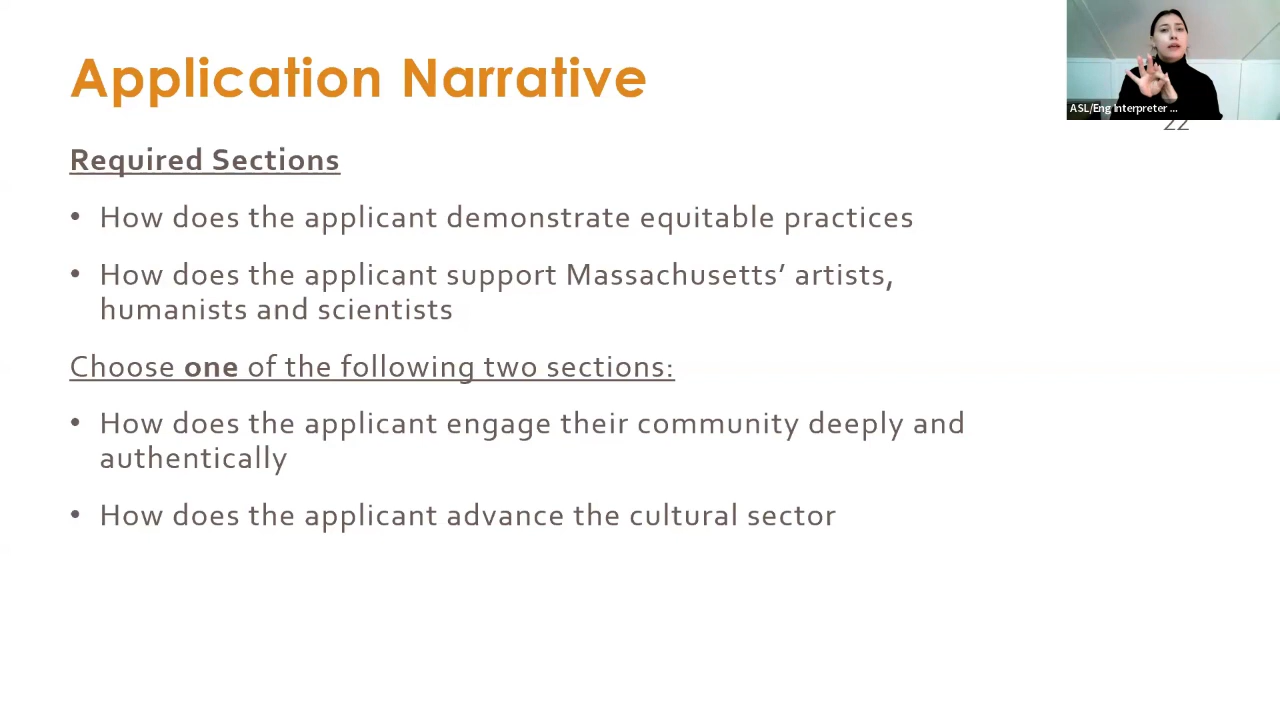 Application Narrative
ASL/Eng Interpreter ...
22
Required Sections
• How does the applicant demonstrate equitable practices
• How does the applicant support Massachusetts’ artists,
humanists and scientists
Choose one of the following two sections:
• How does the applicant engage their community deeply and
authentically
• How does the applicant advance the cultural sector